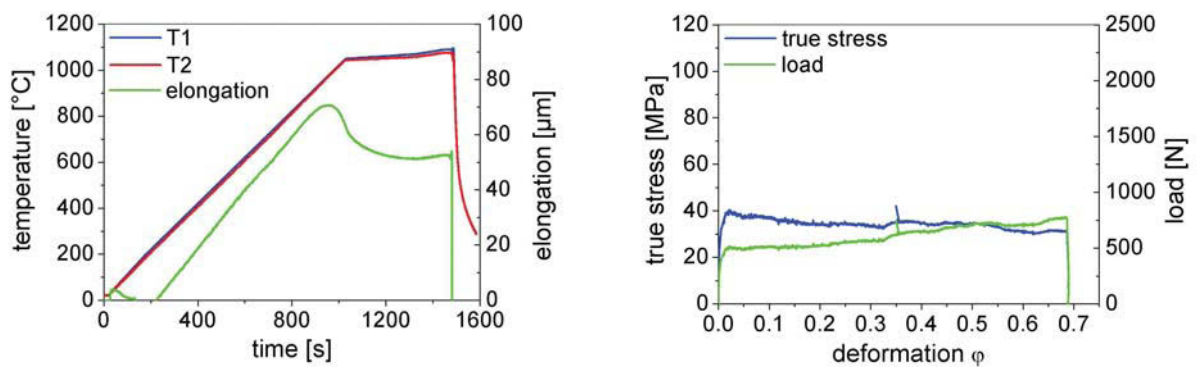 1200
1000
800
600
400
200
0
temperature [°C]
T1
T2
elongation
100
80
60
40
20
0
elongation [µm]
0 400 800 1200 1600
time [s]
120
100
80
60
40
20
0
true stress [MPa]
true stress
load
2500
2000
1500
1000
500
0
load [N]
0.0 0.1 0.2 0.3 0.4 0.5 0.6 0.7
deformation φ